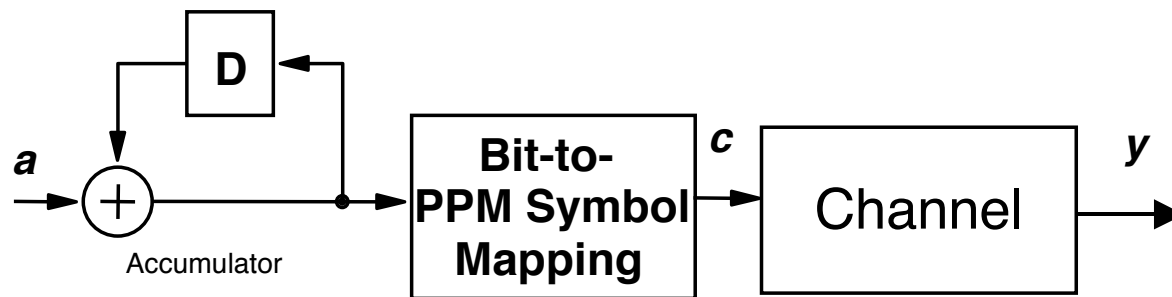 D
a
+
Accumulator
Bit-to-
PPM Symbol
Mapping
c
Channel
y